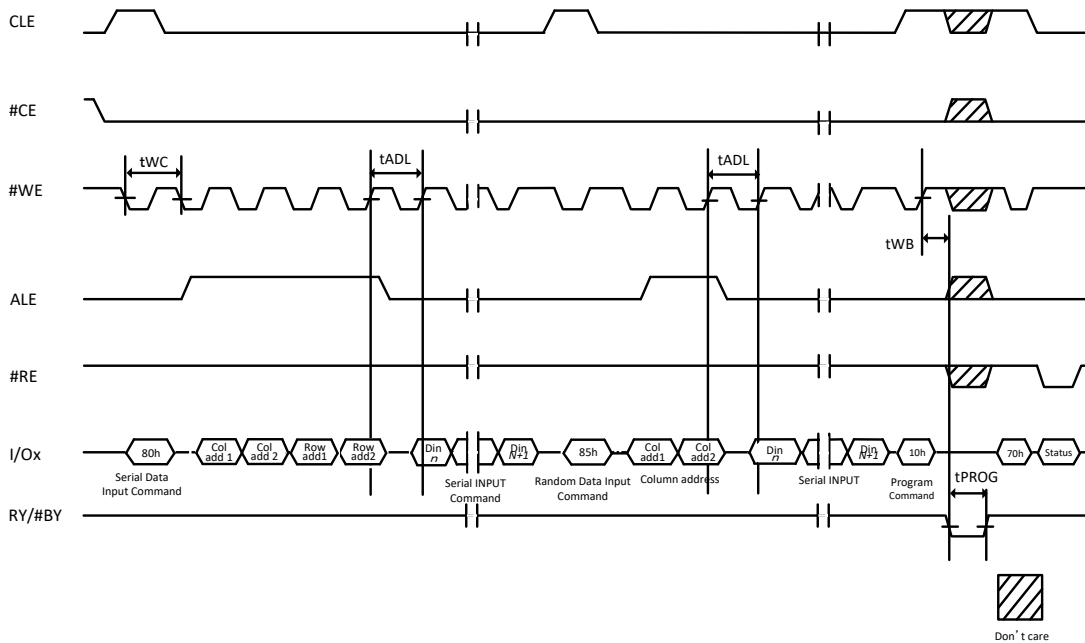 CLE
#CE
tWC
tADL
tADL
#WE
tWB
ALE
#RE
I/Ox
80h
Col
add 1
Col
add 2
Row
add1
Row
add2
Din
n
Din
N+1
85h
Col
add1
Col
add2
Din
n
Din
N+1
10h
70h
Status
Serial Data
Input Command
Serial INPUT
Command
Random Data Input
Command
Column address
Serial INPUT
Program
Command
tPROG
RY/#BY
Don't care